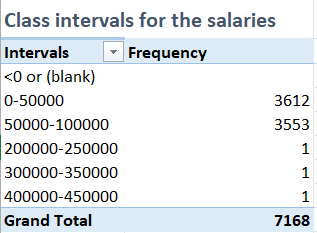 Class intervals for the salaries
Intervals Frequency
<0 or (blank)
0-50000 3612
50000-100000 3553
200000-250000 1
300000-350000 1
400000-450000 1
Grand Total 7168